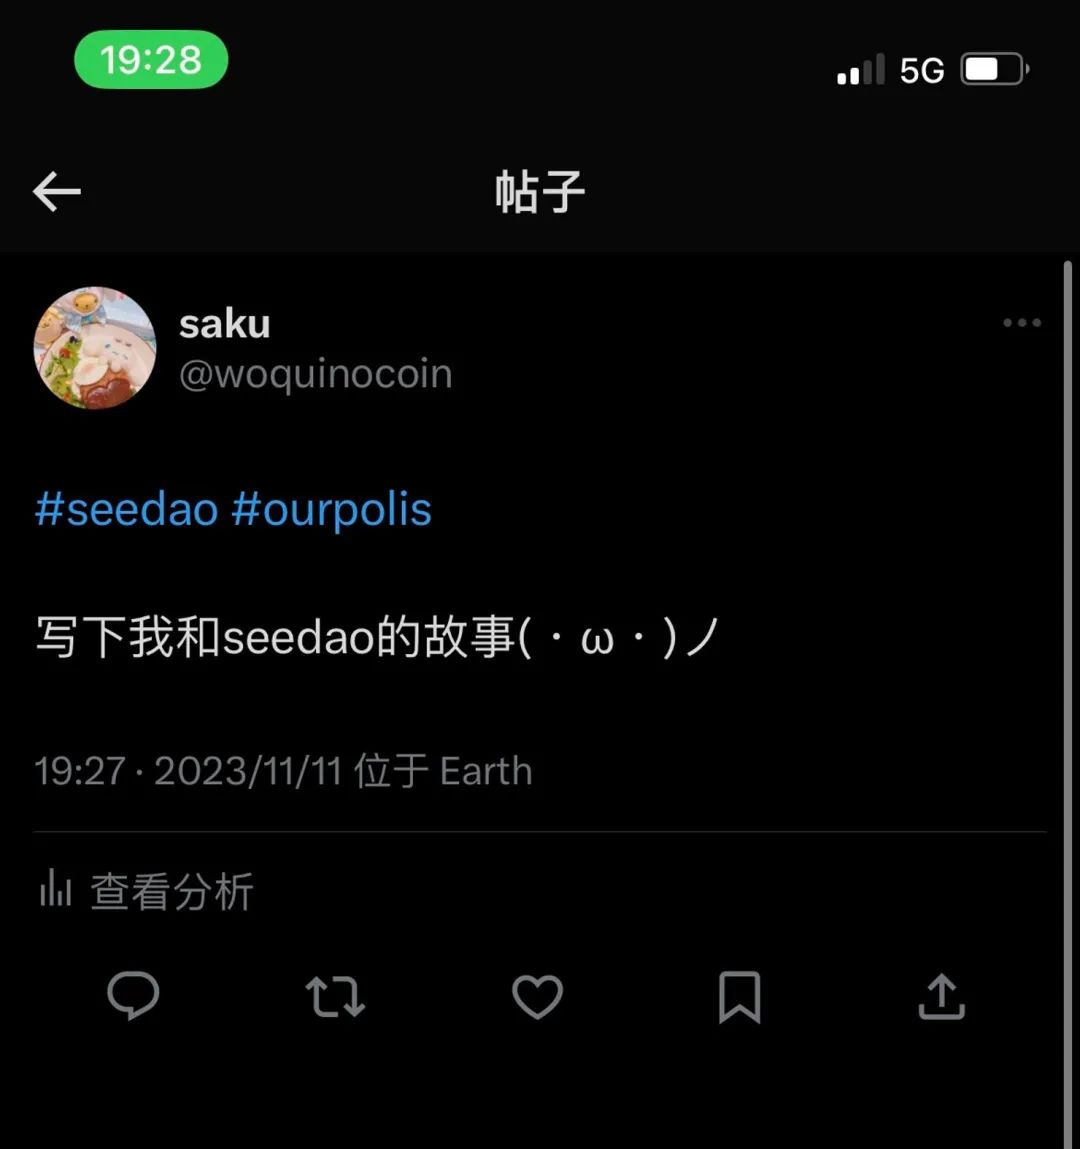 19:28
5G
帖子
saku
@woquinocoin
#seedao #ourpolis
写下我和seedao的故事(・ω・)ノ
19:27 · 2023/11/11 位于 Earth
查看分析